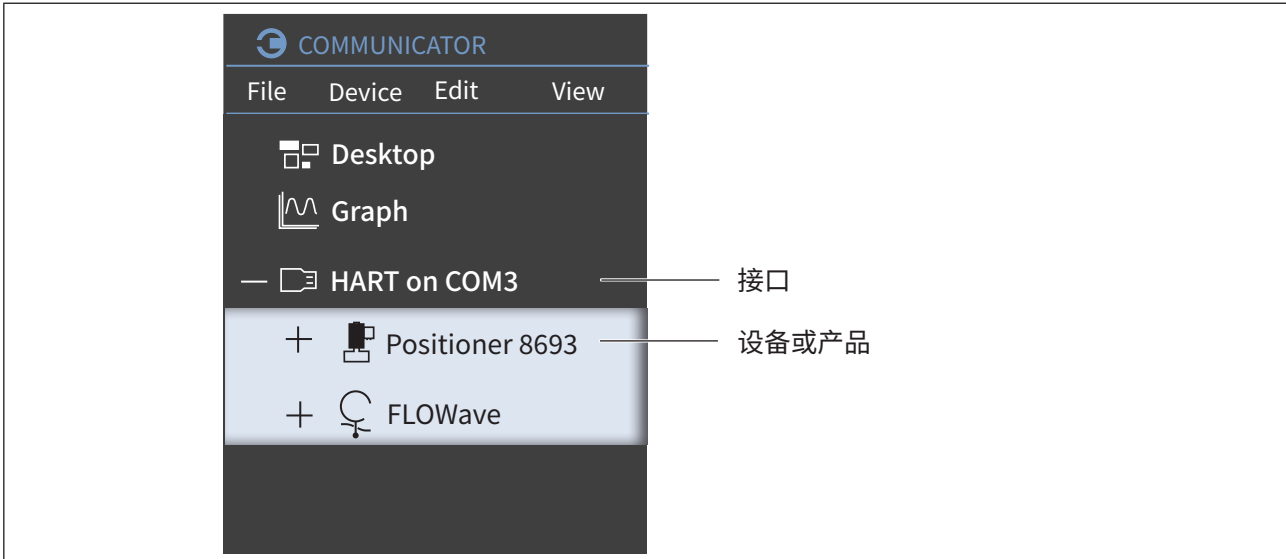 COMMUNICATOR
File Device Edit View
Desktop
Graph
HART on COM3 接口
Positioner 8693 设备或产品
FLOWave